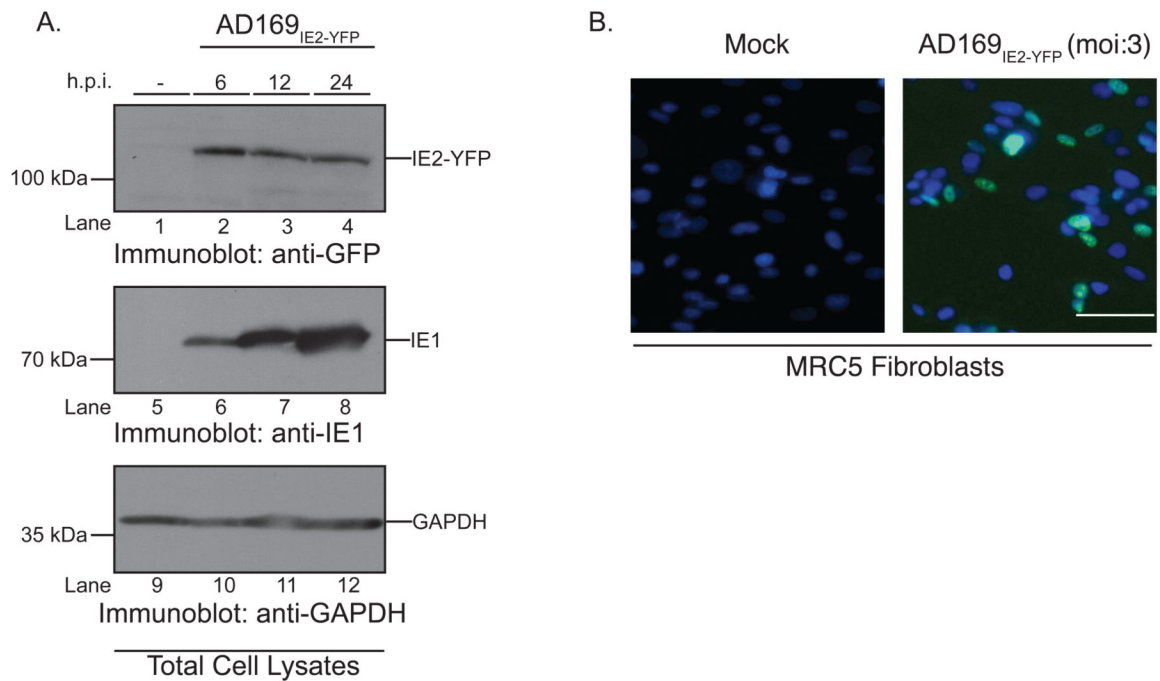 A.
AD169IE2-YFP
h.p.i. - 6 12 24
IE2-YFP
100 kDa
Lane 1 2 3 4
Immunoblot: anti-GFP
IE1
70 kDa
Lane 5 6 7 8
Immunoblot: anti-IE1
GAPDH
35 kDa
Lane 9 10 11 12
Immunoblot: anti-GAPDH
Total Cell Lysates
B.
Mock AD169IE2-YFP (moi:3)
MRC5 Fibroblasts